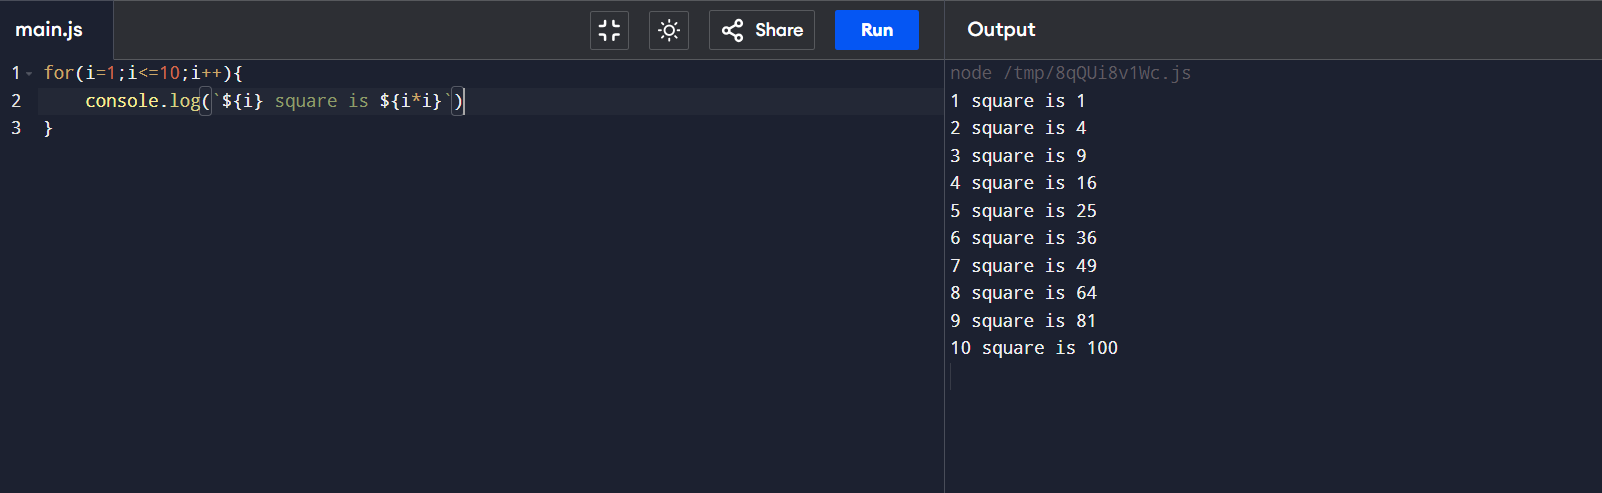 main.js
Share
Run
Output
1 for(i=1;i<=10;i++){
2     console.log(`${i} square is ${i*i}`)
3 }
node /tmp/8qQUi8v1Wc.js
1 square is 1
2 square is 4
3 square is 9
4 square is 16
5 square is 25
6 square is 36
7 square is 49
8 square is 64
9 square is 81
10 square is 100